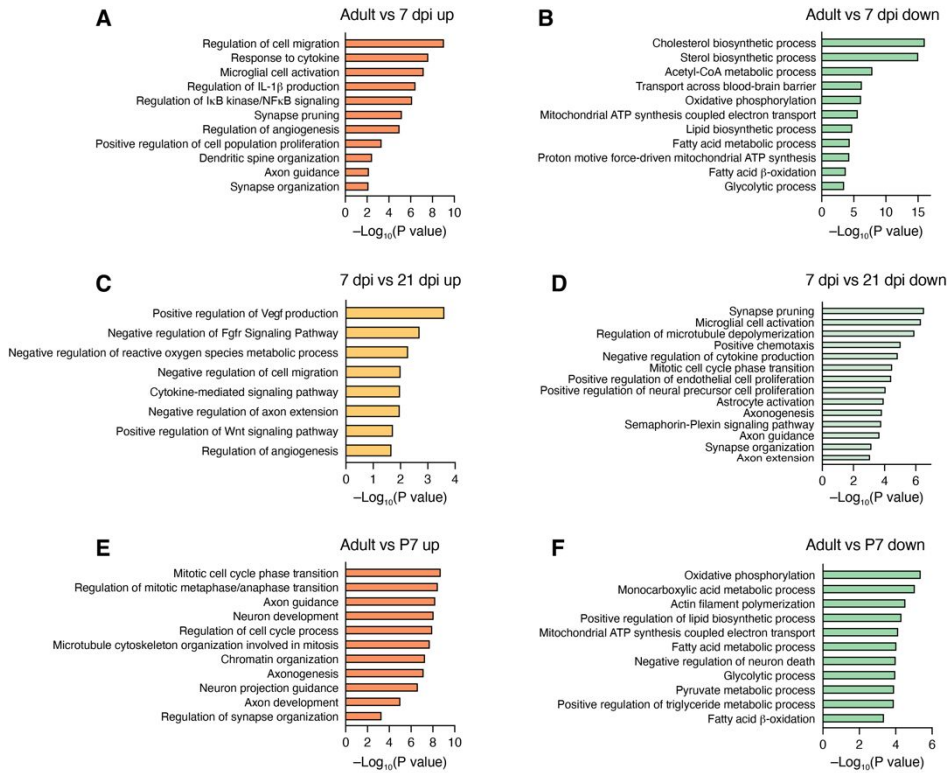 A
Adult vs 7 dpi up
Regulation of cell migration
Response to cytokine
Microglial cell activation
Regulation of IL-1β production
Regulation of IκB kinase/NFκB signaling
Synapse pruning
Regulation of angiogenesis
Positive regulation of cell population proliferation
Dendritic spine organization
Axon guidance
Synapse organization
0 2 4 6 8 10
–Log10(P value)
B
Adult vs 7 dpi down
Cholesterol biosynthetic process
Sterol biosynthetic process
Acetyl-CoA metabolic process
Transport across blood-brain barrier
Oxidative phosphorylation
Mitochondrial ATP synthesis coupled electron transport
Lipid biosynthetic process
Fatty acid metabolic process
Proton motive force-driven mitochondrial ATP synthesis
Fatty acid β-oxidation
Glycolytic process
0 5 10 15
–Log10(P value)
C
7 dpi vs 21 dpi up
Positive regulation of Vegf production
Negative regulation of Fgfr Signaling Pathway
Negative regulation of reactive oxygen species metabolic process
Negative regulation of cell migration
Cytokine-mediated signaling pathway
Negative regulation of axon extension
Positive regulation of Wnt signaling pathway
Regulation of angiogenesis
0 1 2 3 4
–Log10(P value)
D
7 dpi vs 21 dpi down
Synapse pruning
Microglial cell activation
Regulation of microtubule depolymerization
Positive chemotaxis
Negative regulation of cytokine production
Mitotic cell cycle phase transition
Positive regulation of endothelial cell proliferation
Positive regulation of neural precursor cell proliferation
Astrocyte activation
Axonogenesis
Semaphorin-Plexin signaling pathway
Axon guidance
Synapse organization
Axon extension
0 2 4 6
–Log10(P value)
E
Adult vs P7 up
Mitotic cell cycle phase transition
Regulation of mitotic metaphase/anaphase transition
Axon guidance
Neuron development
Regulation of cell cycle process
Microtubule cytoskeleton organization involved in mitosis
Chromatin organization
Axonogenesis
Neuron projection guidance
Axon development
Regulation of synapse organization
0 2 4 6 8 10
–Log10(P value)
F
Adult vs P7 down
Oxidative phosphorylation
Monocarboxylic acid metabolic process
Actin filament polymerization
Positive regulation of lipid biosynthetic process
Mitochondrial ATP synthesis coupled electron transport
Fatty acid metabolic process
Negative regulation of neuron death
Glycolytic process
Pyruvate metabolic process
Positive regulation of triglyceride metabolic process
Fatty acid β-oxidation
0 2 4 6
–Log10(P value)